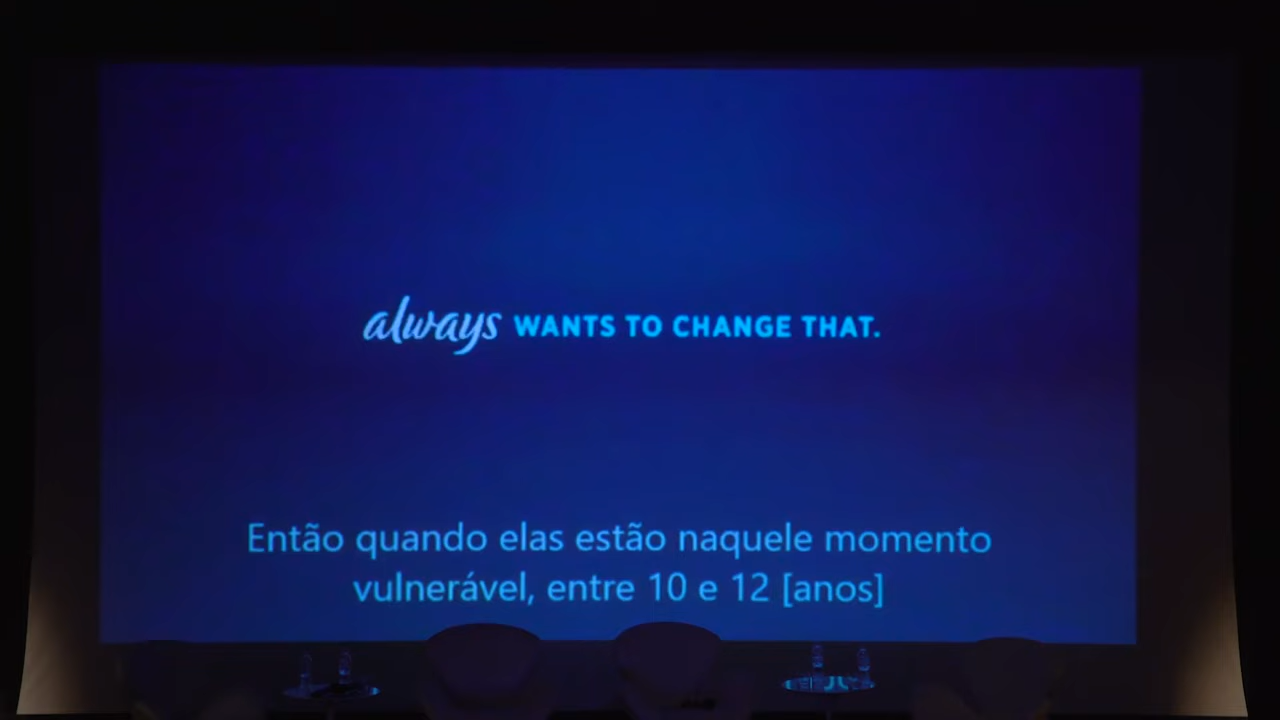 always WANTS TO CHANGE THAT.
Então quando elas estão naquele momento
vulnerável, entre 10 e 12 [anos]